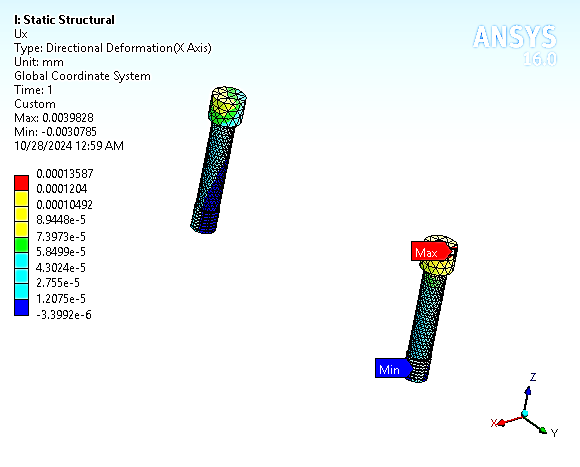 I: Static Structural
Ux
Type: Directional Deformation(X Axis)
Unit: mm
Global Coordinate System
Time: 1
Custom
Max: 0.0039828
Min: -0.0030785
10/28/2024 12:59 AM
ANSYS
16.0
0.00013587
0.0001204
0.00010492
8.9448e-5
7.3973e-5
5.8499e-5
4.3024e-5
2.755e-5
1.2075e-5
-3.3992e-6
Max
Min
Z
X
Y